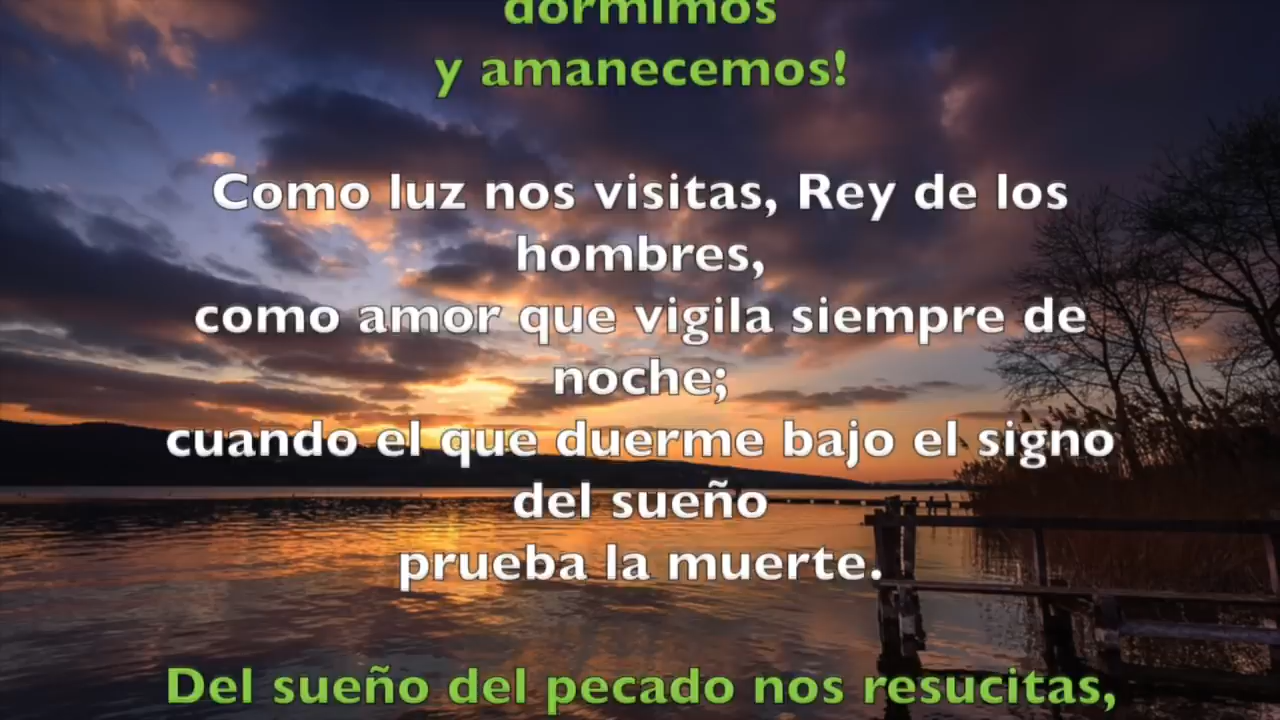 dormimos
y amanecemos!
Como luz nos visitas, Rey de los
hombres,
como amor que vigila siempre de
noche;
cuando el que duerme bajo el signo
del sueño
prueba la muerte.
Del sueño del pecado nos resucitas,